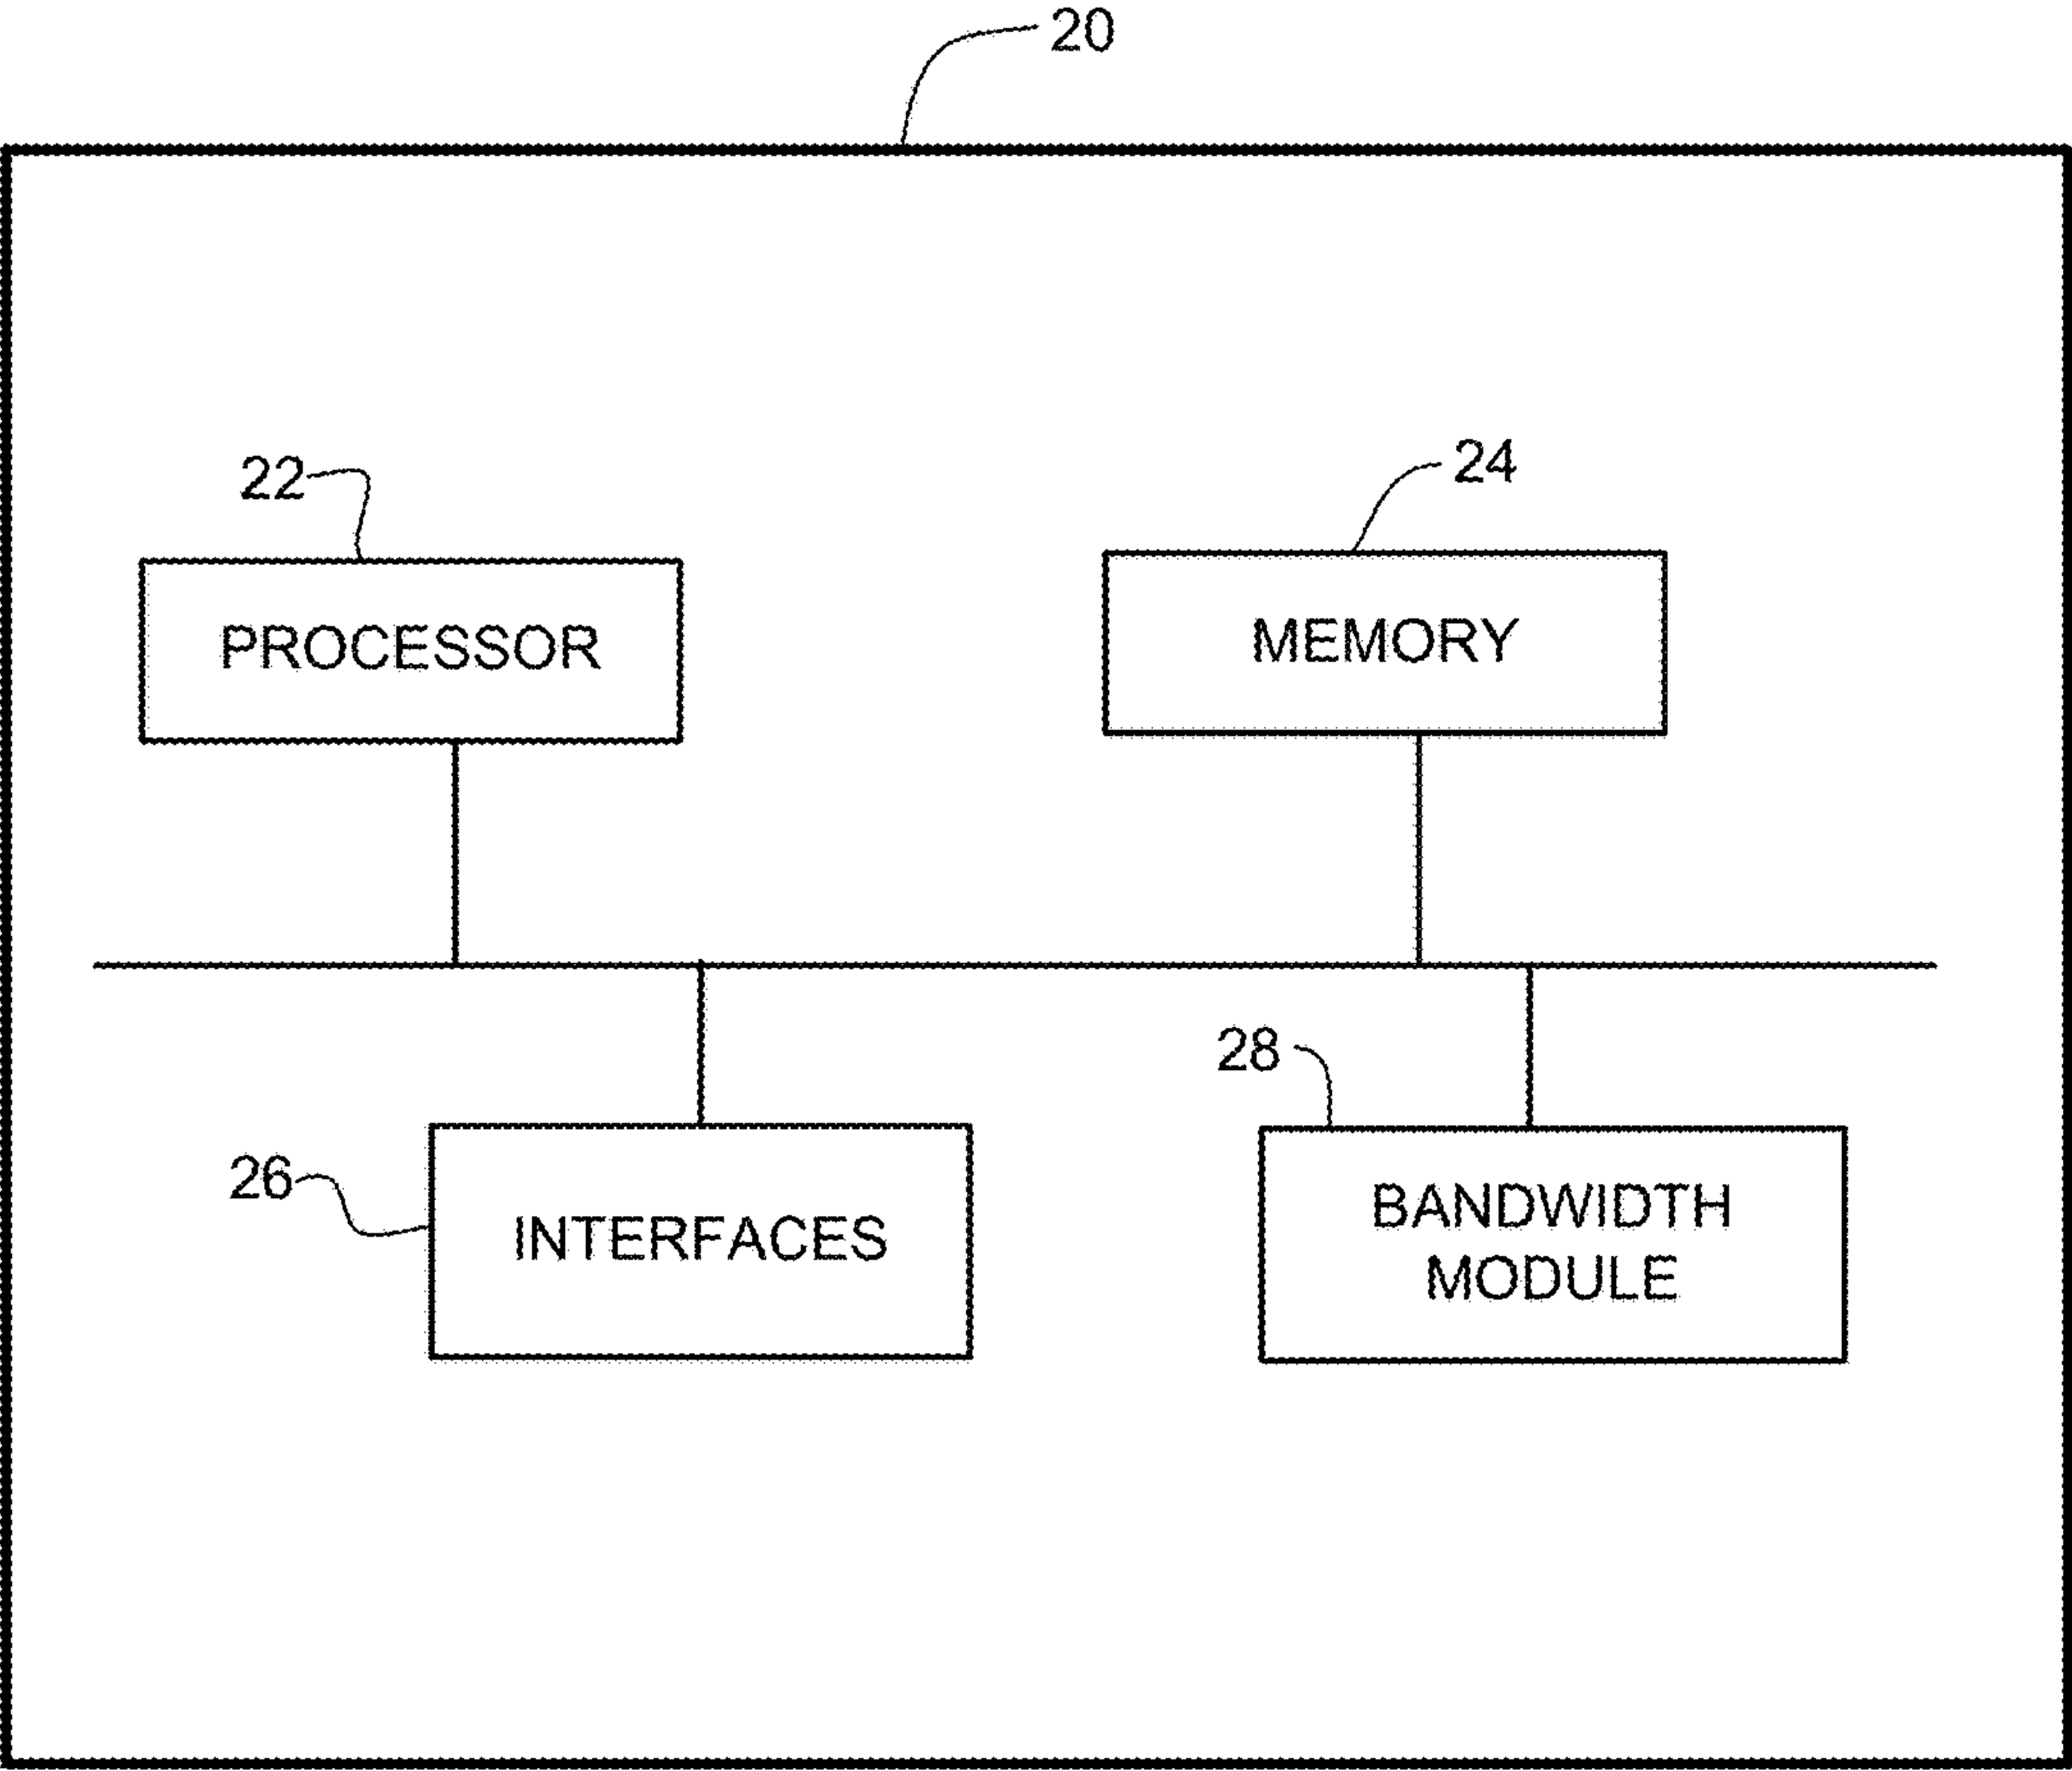 20
22
24
PROCESSOR
MEMORY
28
26
INTERFACES
BANDWIDTH
MODULE